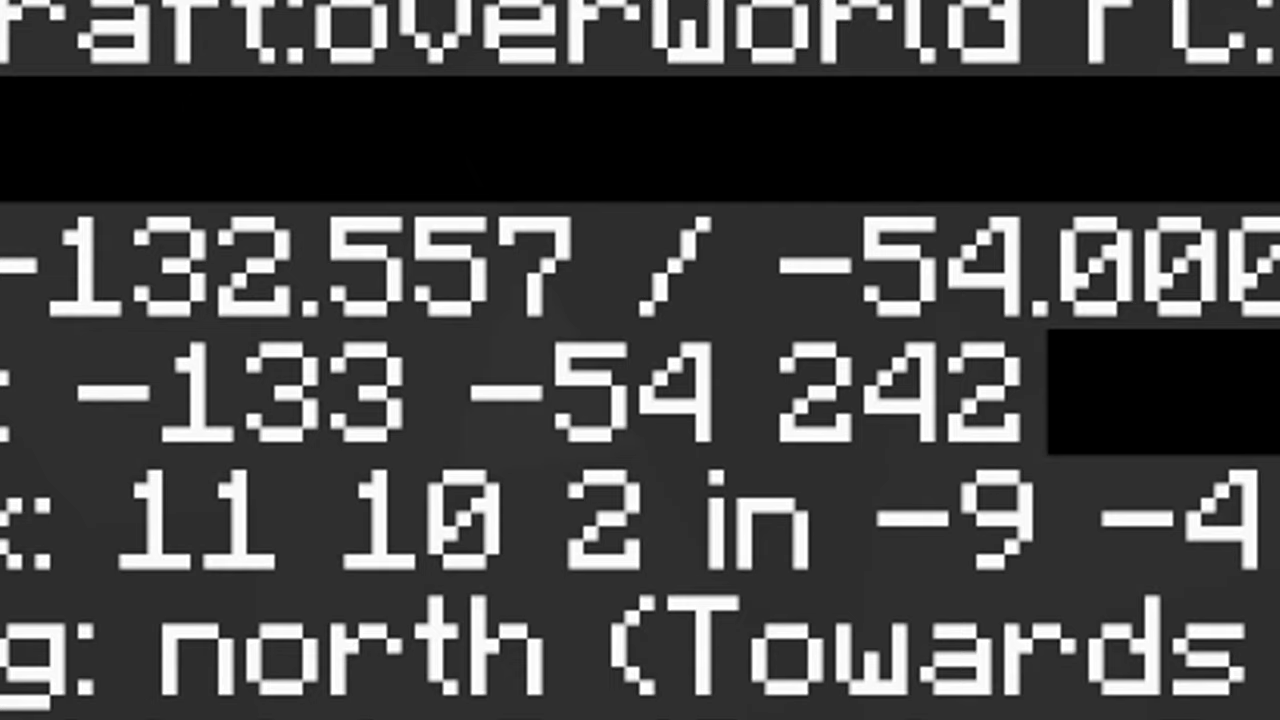 raft:overworld FC:
-132.557 / -54.000
: -133 -54 242
k: 11 10 2 in -9 -4
g: north (Towards